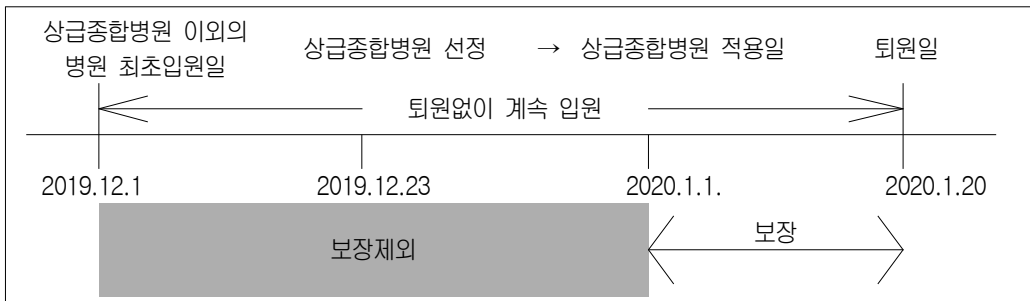 상급종합병원 이외의
병원 최초입원일
상급종합병원 선정 → 상급종합병원 적용일
퇴원일
퇴원없이 계속 입원
2019.12.1
2019.12.23
2020.1.1.
2020.1.20
보장제외
보장